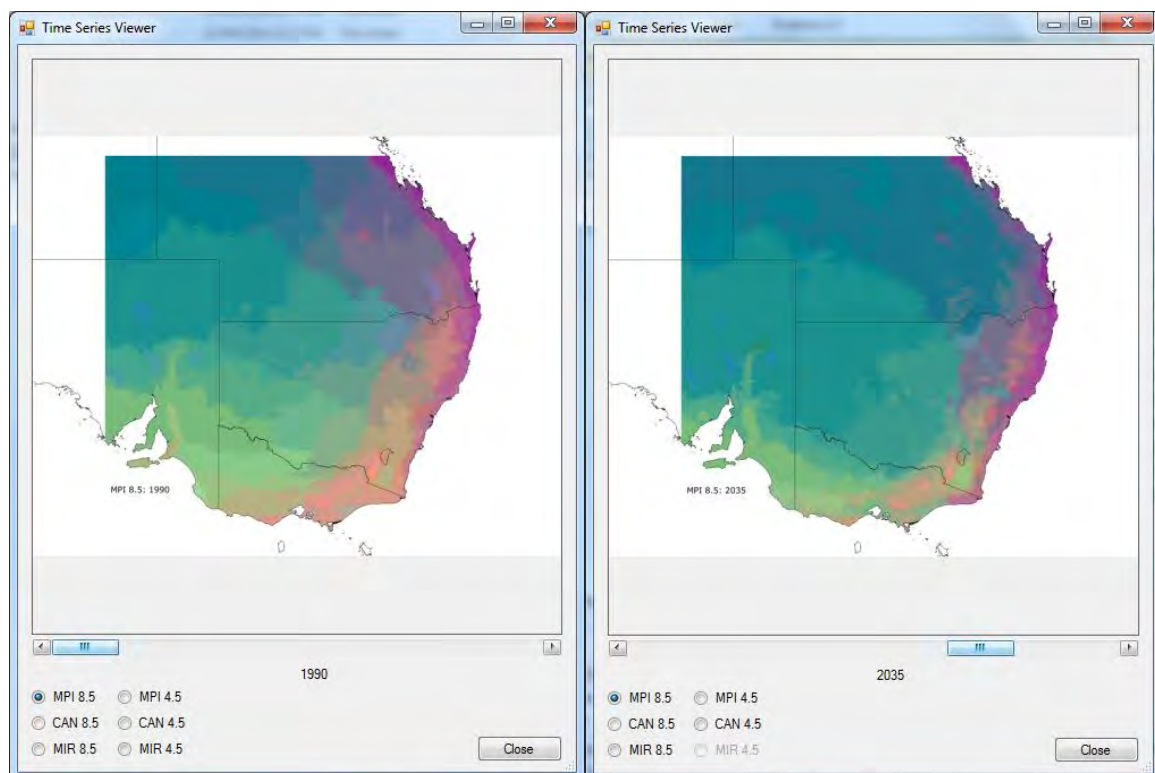 Time Series Viewer
MPI 8.5: 1990
1990
MPI 8.5 MPI 4.5
CAN 8.5 CAN 4.5
MIR 8.5 MIR 4.5
Close
Time Series Viewer
MPI 8.5: 2035
2035
MPI 8.5 MPI 4.5
CAN 8.5 CAN 4.5
MIR 8.5 MIR 4.5
Close